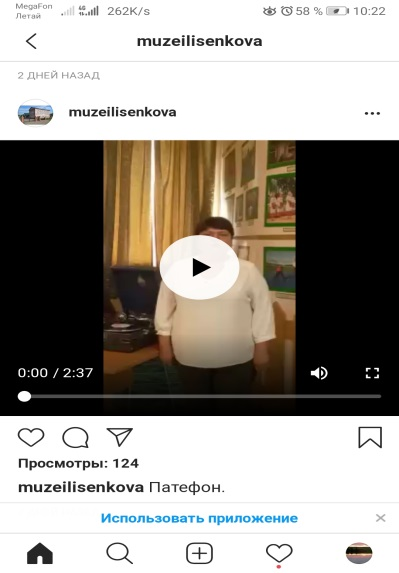 MegaFon
Летай 262K/s 58 % 10:22
muzeilisenkova
2 ДНЕЙ НАЗАД
muzeilisenkova
0:00 / 2:37
Просмотры: 124
muzeilisenkova Патефон.
Использовать приложение